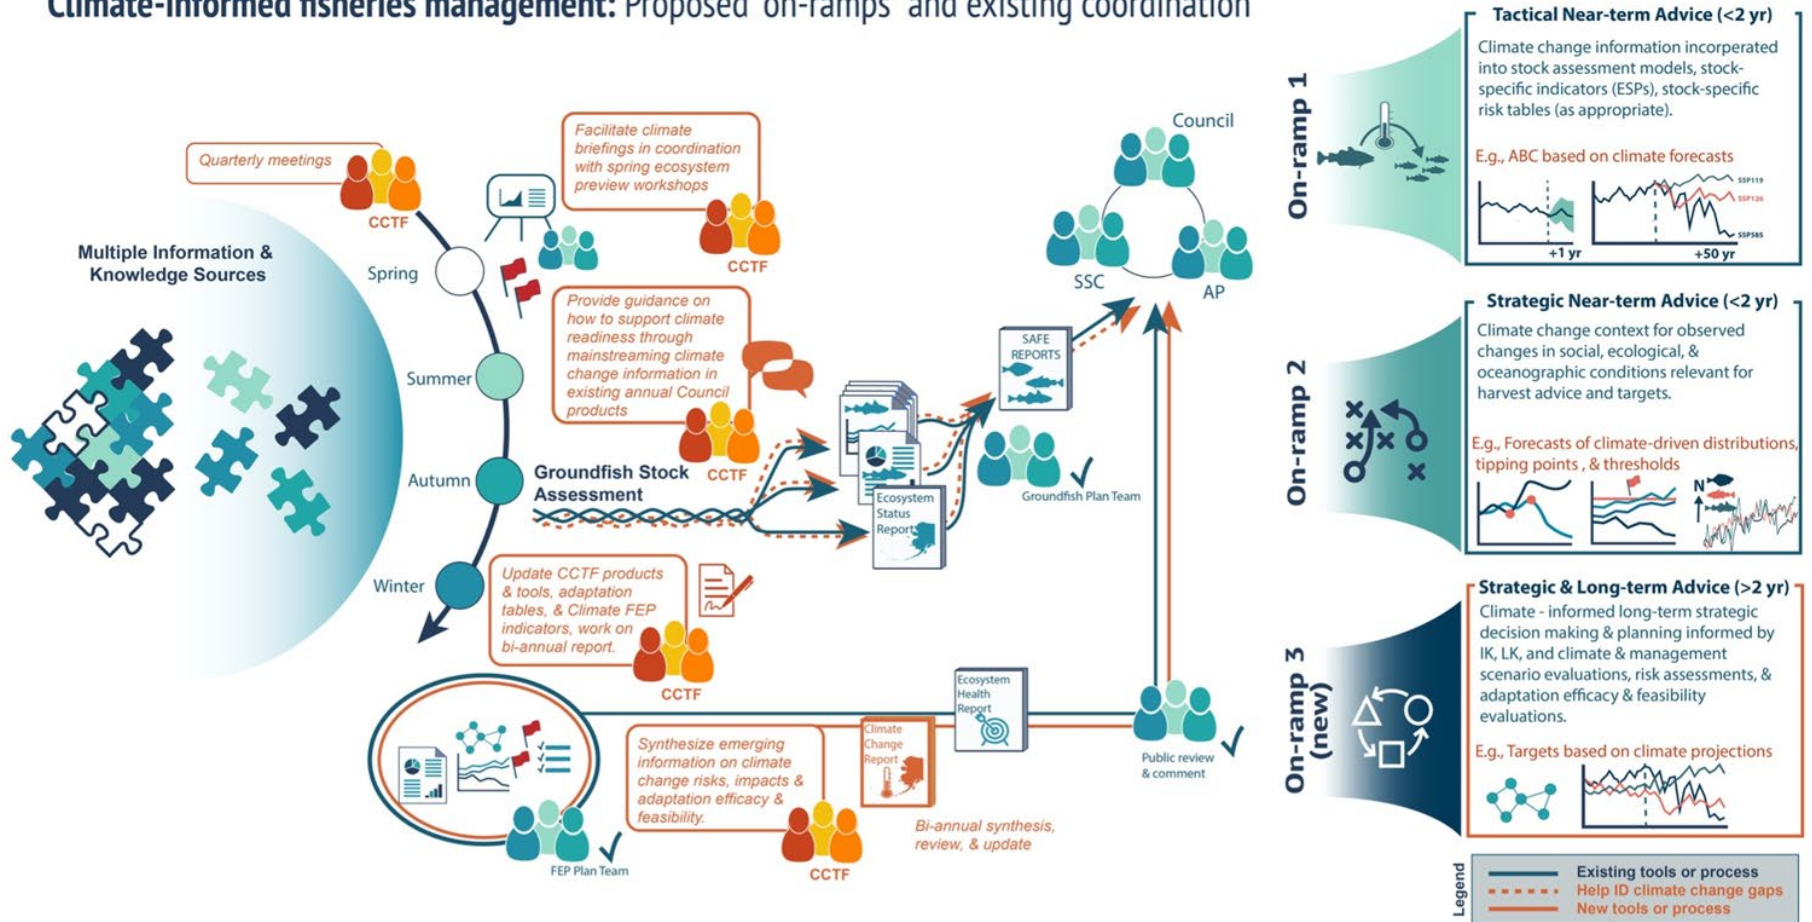 Climate-informed fisheries management: Proposed "on-ramps" and existing coordination
Multiple Information &
Knowledge Sources
Quarterly meetings
CCTF
Spring
Summer
Autumn
Winter
Facilitate climate
briefings in coordination
with spring ecosystem
preview workshops
CCTF
Provide guidance on
how to support climate
readiness through
mainstreaming climate
change information in
existing annual Council
products
CCTF
Groundfish Stock
Assessment
Ecosystem
Status
Report
SAFE
REPORTS
Groundfish Plan Team
Council
SSC
AP
Update CCTF products
& tools, adaptation
tables, & Climate FEP
indicators, work on
bi-annual report.
CCTF
FEP Plan Team
Synthesize emerging
information on climate
change risks, impacts &
adaptation efficacy &
feasibility.
CCTF
Climate
Change
Report
Bi-annual synthesis,
review, & update
Ecosystem
Health
Report
Public review
& comment
On-ramp 1
Tactical Near-term Advice (<2 yr)
Climate change information incorperated
into stock assessment models, stock-
specific indicators (ESPs), stock-specific
risk tables (as appropriate).
E.g., ABC based on climate forecasts
+1 yr
SSP119
SSP126
SSP585
+50 yr
On-ramp 2
Strategic Near-term Advice (<2 yr)
Climate change context for observed
changes in social, ecological, &
oceanographic conditions relevant for
harvest advice and targets.
E.g., Forecasts of climate-driven distributions,
tipping points , & thresholds
N
On-ramp 3
(new)
Strategic & Long-term Advice (>2 yr)
Climate - informed long-term strategic
decision making & planning informed by
IK, LK, and climate & management
scenario evaluations, risk assessments, &
adaptation efficacy & feasibility
evaluations.
E.g., Targets based on climate projections
Legend
Existing tools or process
Help ID climate change gaps
New tools or process